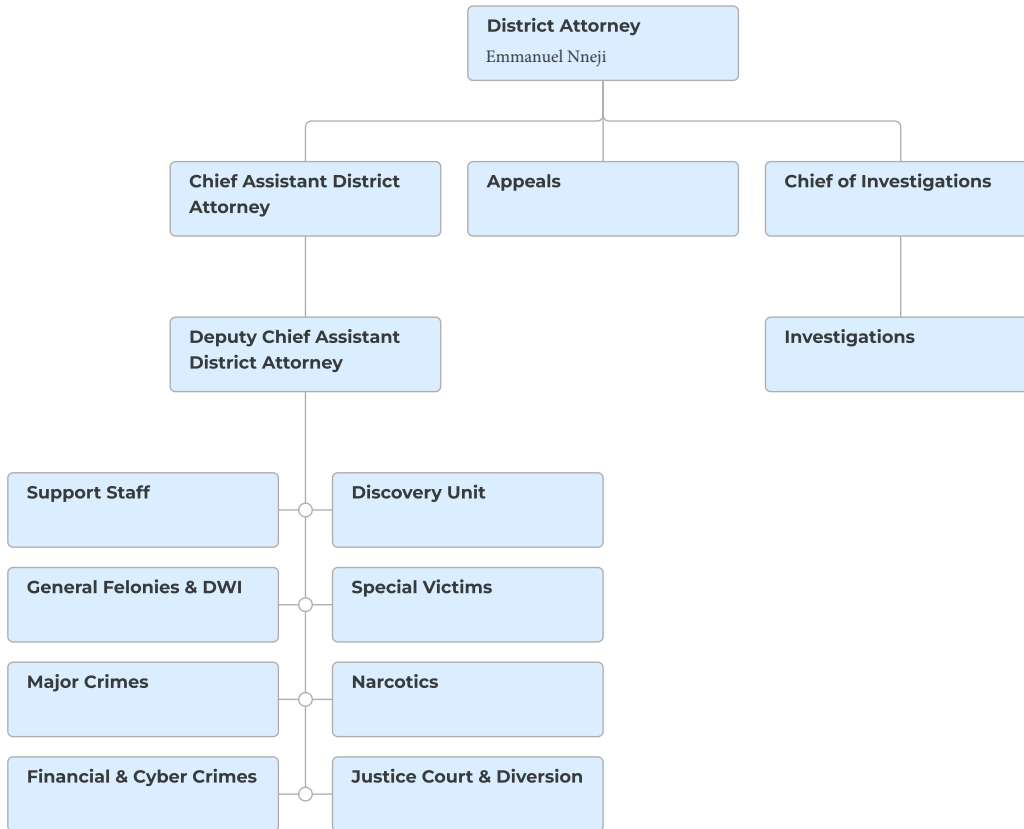 District Attorney
Emmanuel Nneji
Chief Assistant District
Attorney
Appeals
Chief of Investigations
Deputy Chief Assistant
District Attorney
Investigations
Support Staff
Discovery Unit
General Felonies & DWI
Special Victims
Major Crimes
Narcotics
Financial & Cyber Crimes
Justice Court & Diversion